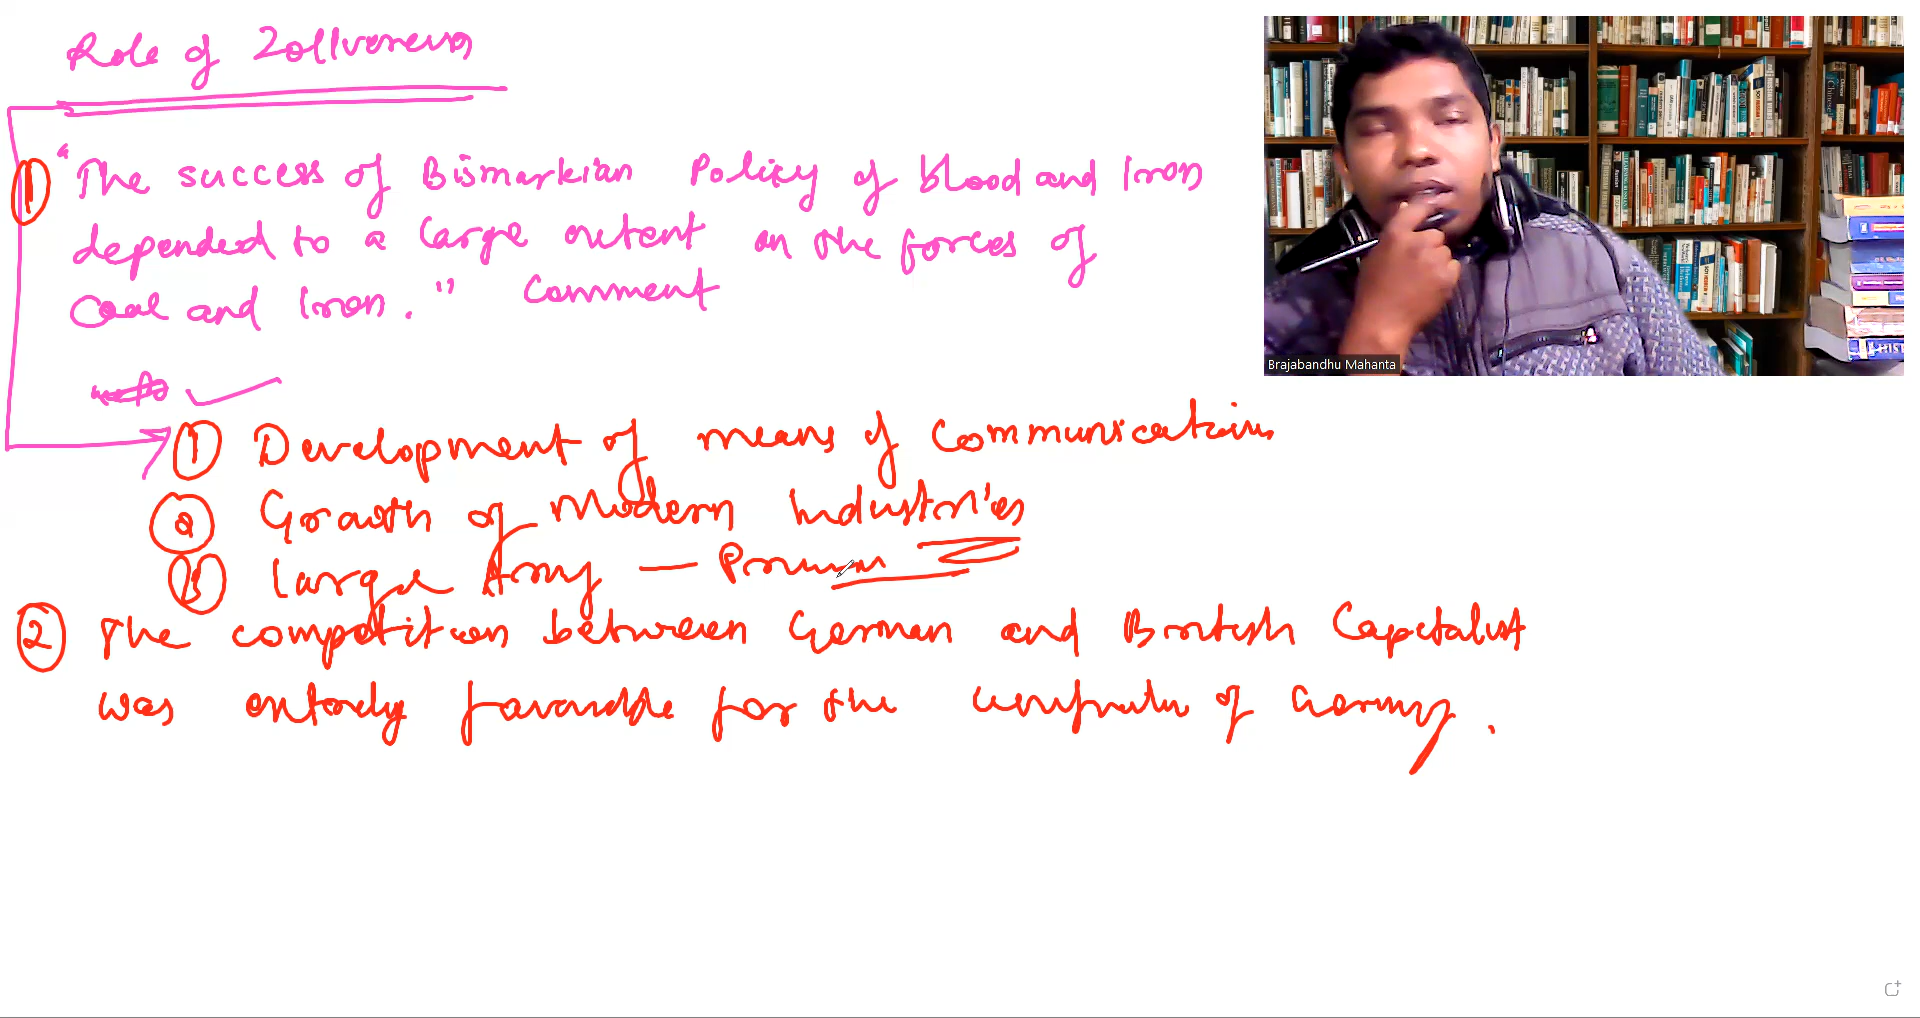 Role of Zollverein
① "The success of Bismarkian Policy of blood and Iron
depended to a large extent on the forces of
Coal and Iron." Comment
① Development of means of Communications
② Growth of Modern Industries
③ Large Army —
② The competition between German and British Capitalist
was entirely favourable for the unification of Germany.
Brajabandhu Mahanta